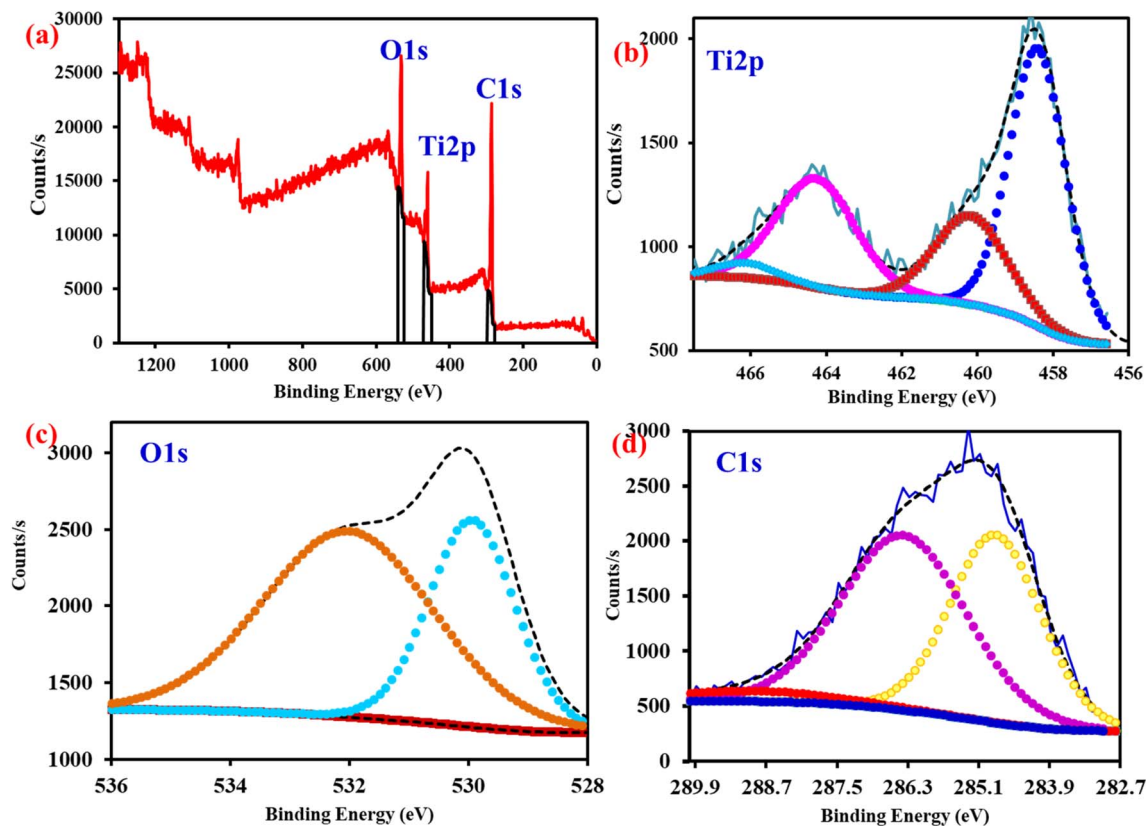 (a)
O1s
C1s
Ti2p
Counts/s
30000
25000
20000
15000
10000
5000
0
1200 1000 800 600 400 200 0
Binding Energy (eV)
(b)
Ti2p
Counts/s
2000
1500
1000
500
466 464 462 460 458 456
Binding Energy (eV)
(c)
O1s
Counts/s
3000
2500
2000
1500
1000
536 534 532 530 528
Binding Energy (eV)
(d)
C1s
Counts/s
3000
2500
2000
1500
1000
500
0
289.9 288.7 287.5 286.3 285.1 283.9 282.7
Binding Energy (eV)